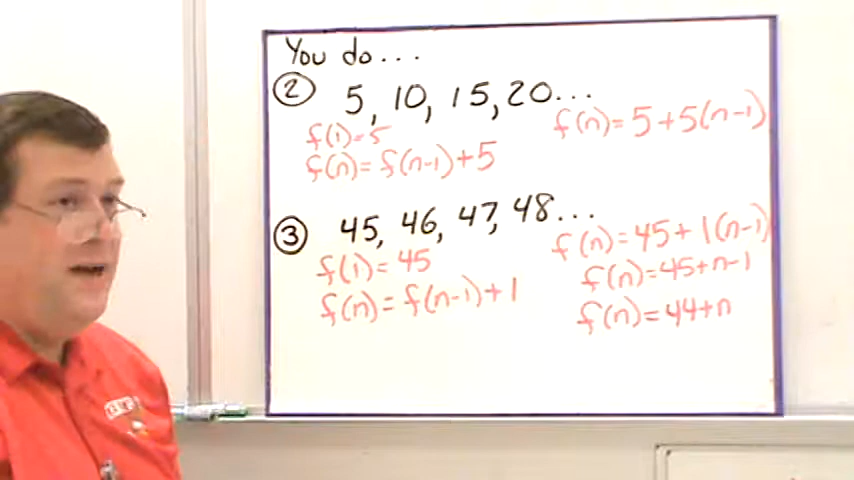 You do...
② 5, 10, 15, 20...
f(1)=5
f(n)=f(n-1)+5
f(n)=5+5(n-1)
③ 45, 46, 47, 48...
f(1)=45
f(n)=f(n-1)+1
f(n)=45+1(n-1)
f(n)=45+n-1
f(n)=44+n